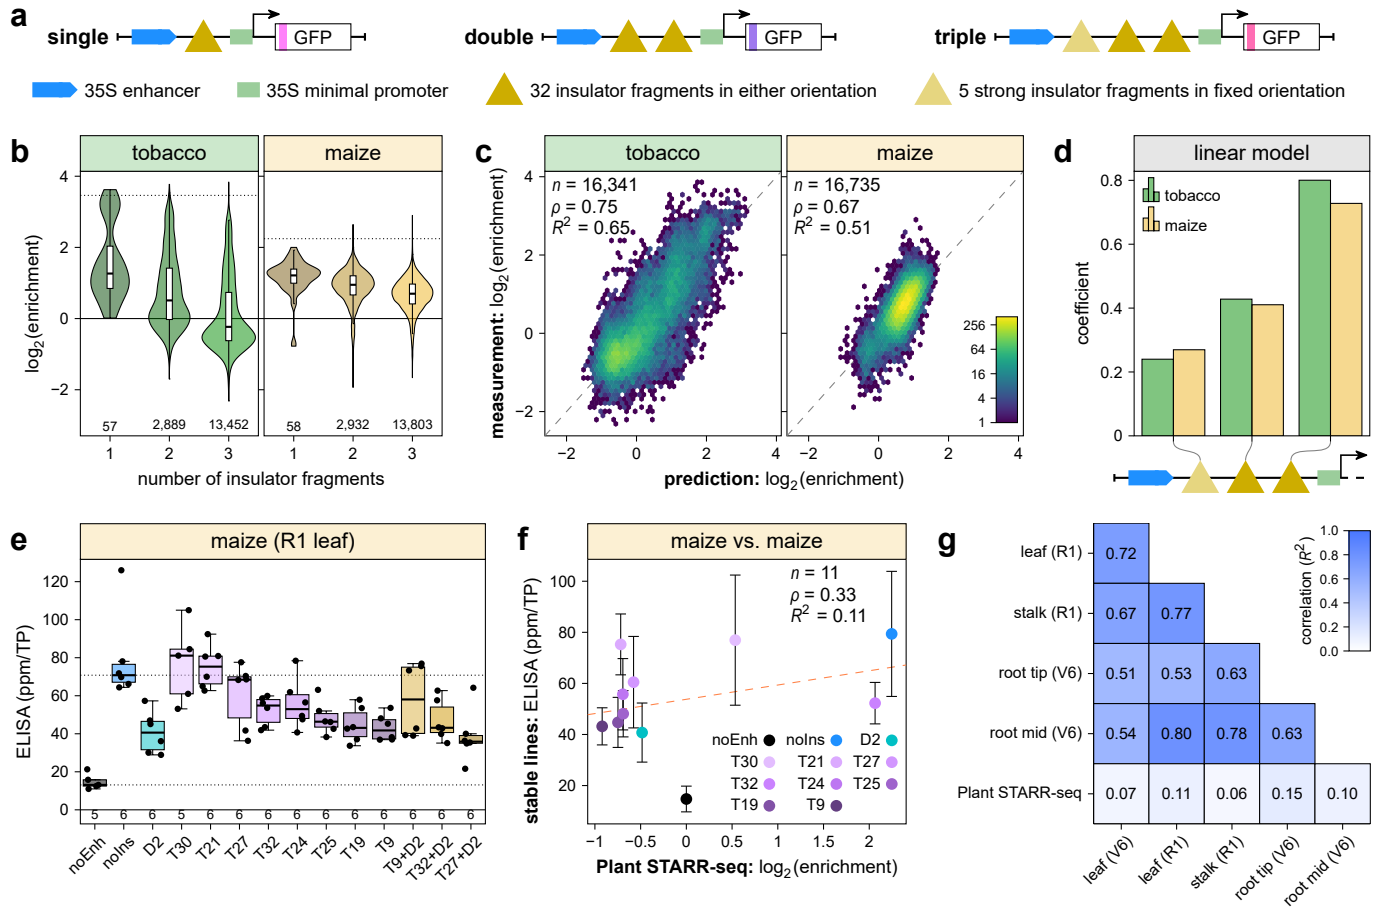 a
single
GFP
double
GFP
triple
GFP
35S enhancer
35S minimal promoter
32 insulator fragments in either orientation
5 strong insulator fragments in fixed orientation
b
tobacco
maize
log2(enrichment)
4
2
0
−2
57
2,889
13,452
58
2,932
13,803
1
2
3
1
2
3
number of insulator fragments
c
tobacco
maize
measurement: log2(enrichment)
4
2
0
−2
n = 16,341
ρ = 0.75
R2 = 0.65
n = 16,735
ρ = 0.67
R2 = 0.51
256
64
16
4
1
−2
0
2
4
−2
0
2
4
prediction: log2(enrichment)
d
linear model
tobacco
maize
coefficient
0.8
0.6
0.4
0.2
0
e
maize (R1 leaf)
ELISA (ppm/TP)
120
100
80
60
40
20
0
5
6
6
5
6
6
6
6
6
6
6
6
6
6
noEnh
noIns
D2
T30
T21
T27
T32
T24
T25
T19
T9
T9+D2
T32+D2
T27+D2
f
maize vs. maize
stable lines: ELISA (ppm/TP)
100
80
60
40
20
n = 11
ρ = 0.33
R2 = 0.11
noEnh
noIns
D2
T30
T21
T27
T32
T24
T25
T19
T9
−1
−0.5
0
0.5
1
1.5
2
Plant STARR-seq: log2(enrichment)
g
leaf (R1)
0.72
stalk (R1)
0.67
0.77
root tip (V6)
0.51
0.53
0.63
root mid (V6)
0.54
0.80
0.78
0.63
Plant STARR-seq
0.07
0.11
0.06
0.15
0.10
leaf (V6)
leaf (R1)
stalk (R1)
root tip (V6)
root mid (V6)
correlation (R2)
1.0
0.8
0.6
0.4
0.2
0.0